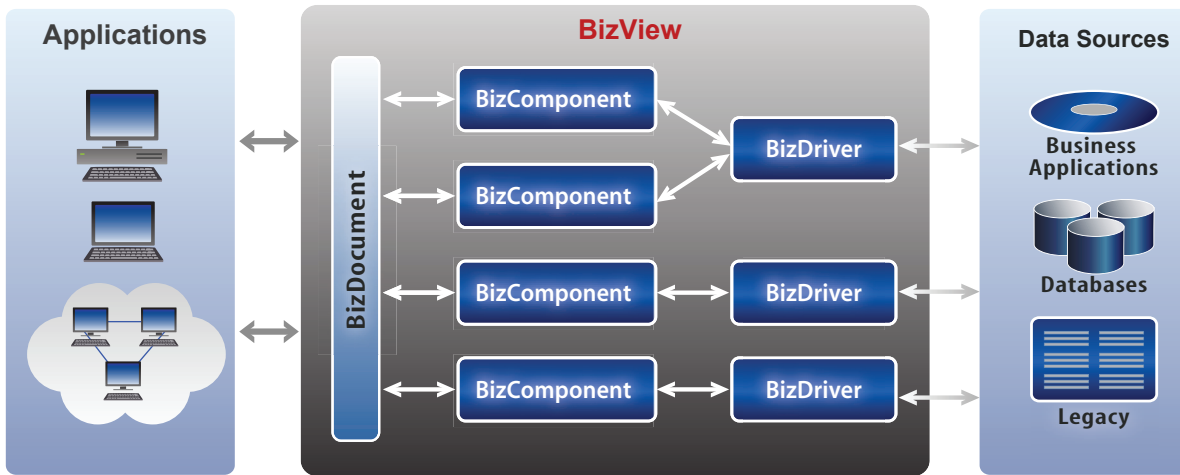 Applications
BizView
Data Sources
BizDocument
BizComponent
BizComponent
BizComponent
BizComponent
BizDriver
BizDriver
BizDriver
Business
Applications
Databases
Legacy